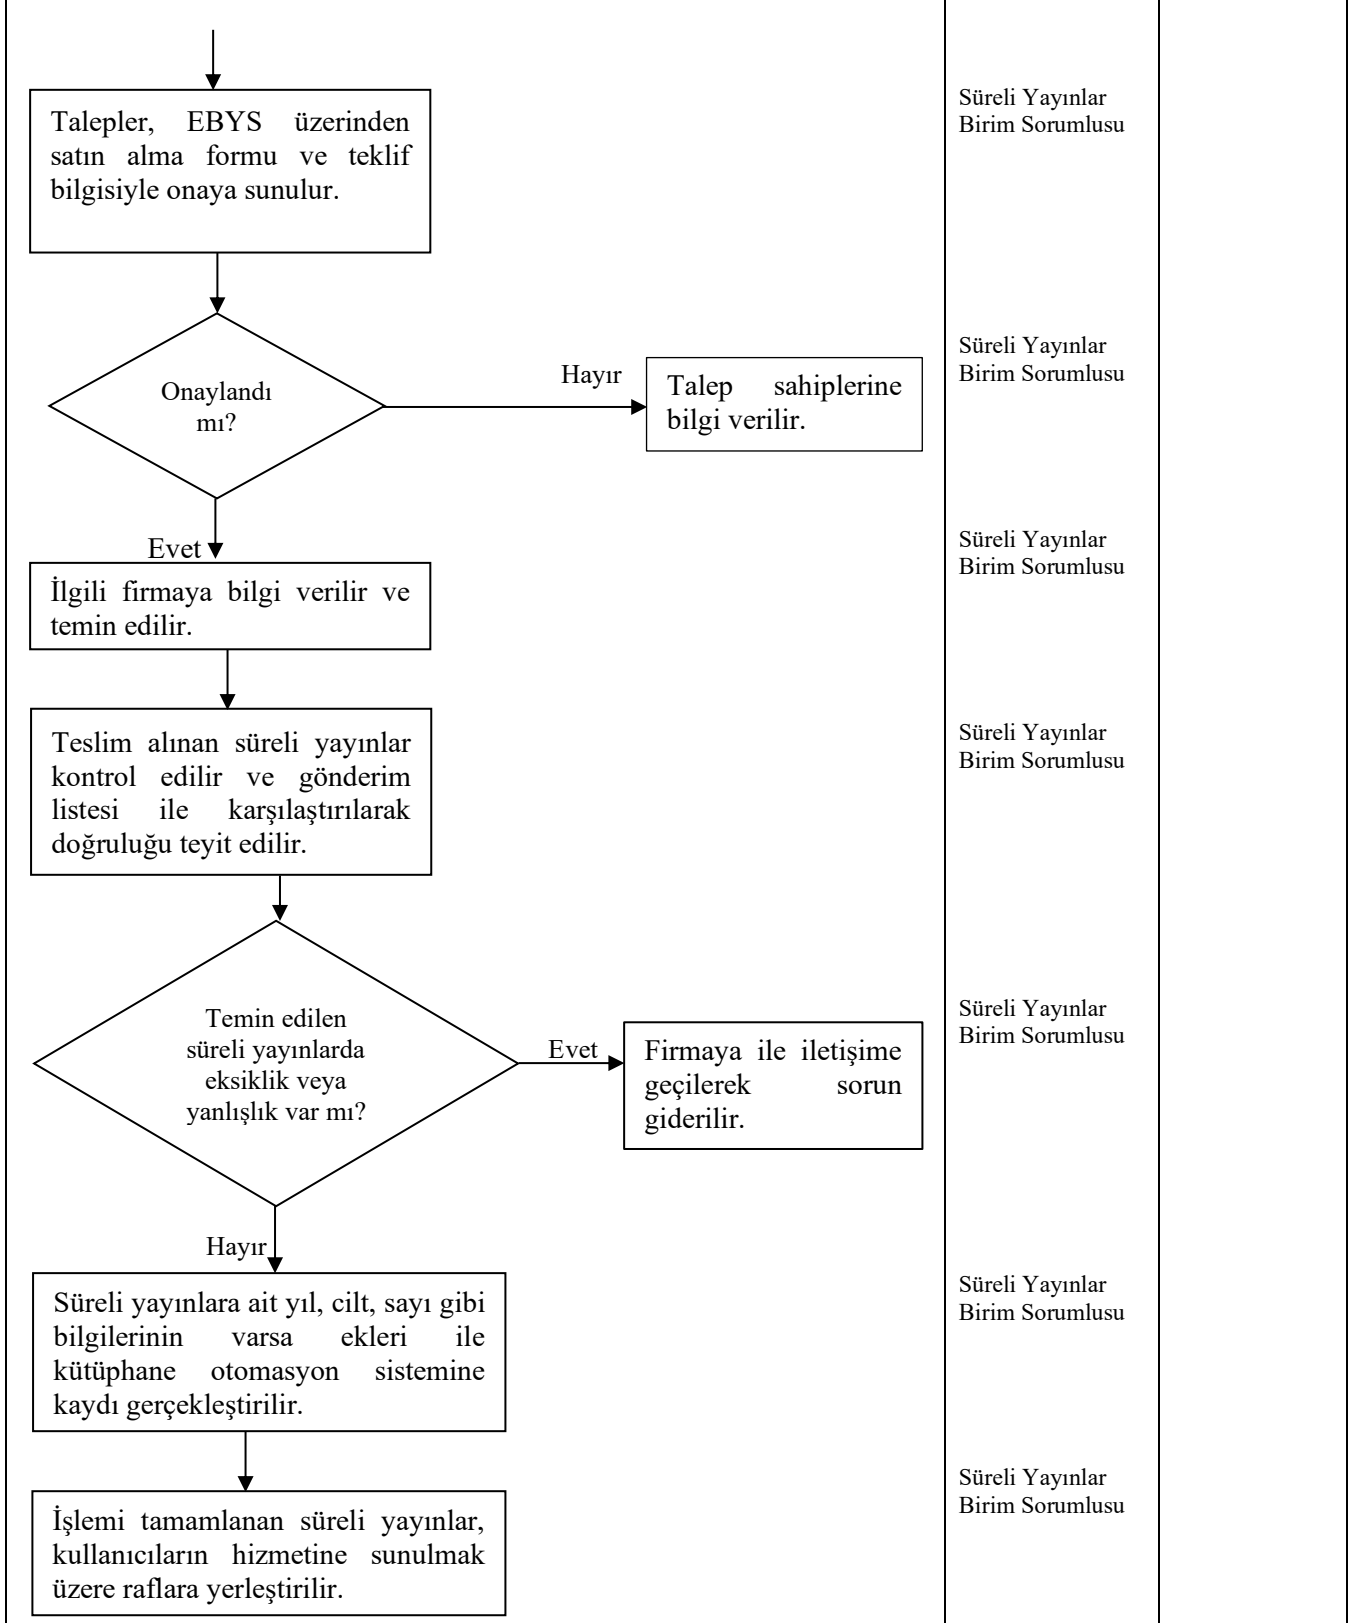 Talepler, EBYS üzerinden
satın alma formu ve teklif
bilgisiyle onaya sunulur.
Süreli Yayınlar
Birim Sorumlusu
Onaylandı
mı?
Hayır
Talep sahiplerine
bilgi verilir.
Süreli Yayınlar
Birim Sorumlusu
Evet
İlgili firmaya bilgi verilir ve
temin edilir.
Süreli Yayınlar
Birim Sorumlusu
Teslim alınan süreli yayınlar
kontrol edilir ve gönderim
listesi ile karşılaştırılarak
doğruluğu teyit edilir.
Süreli Yayınlar
Birim Sorumlusu
Temin edilen
süreli yayınlarda
eksiklik veya
yanlışlık var mı?
Evet
Firmaya ile iletişime
geçilerek sorun
giderilir.
Süreli Yayınlar
Birim Sorumlusu
Hayır
Süreli yayınlara ait yıl, cilt, sayı gibi
bilgilerinin varsa ekleri ile
kütüphane otomasyon sistemine
kaydı gerçekleştirilir.
Süreli Yayınlar
Birim Sorumlusu
İşlemi tamamlanan süreli yayınlar,
kullanıcıların hizmetine sunulmak
üzere raflara yerleştirilir.
Süreli Yayınlar
Birim Sorumlusu